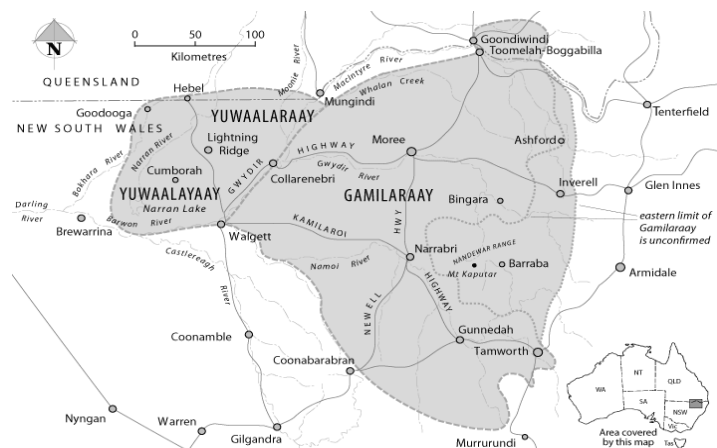 N
0 50 100
Kilometres
QUEENSLAND
NEW SOUTH WALES
Goondiwindi
Toomelah-Boggabilla
Macintyre River
Moonie River
Whalan Creek
Hebel
Mungindi
Goodooga
YUWAALARAAY
Tenterfield
Narran River
Lightning
Ridge
Bokhara River
HIGHWAY
Moree
Ashford
GWYDIR
Gwydir River
Cumborah
Collarenebri
Inverell
Glen Innes
YUWAALAYAAY
Narran Lake
GAMILARAAY
Bingara
Darling
River
Barwon River
Brewarrina
Walgett
KAMILAROI
HWY
eastern limit of
Gamilaraay
is unconfirmed
Castlereagh
River
Namoi River
Narrabri
NANDEWAR RANGE
Mt Kaputar
Barraba
Armidale
HIGHWAY
NEWELL
Coonamble
Gunnedah
Tamworth
Coonabarabran
Nyngan
Warren
Gilgandra
Murrurundi
WA
NT
QLD
SA
NSW
Vic
Tas
Area covered
by this map